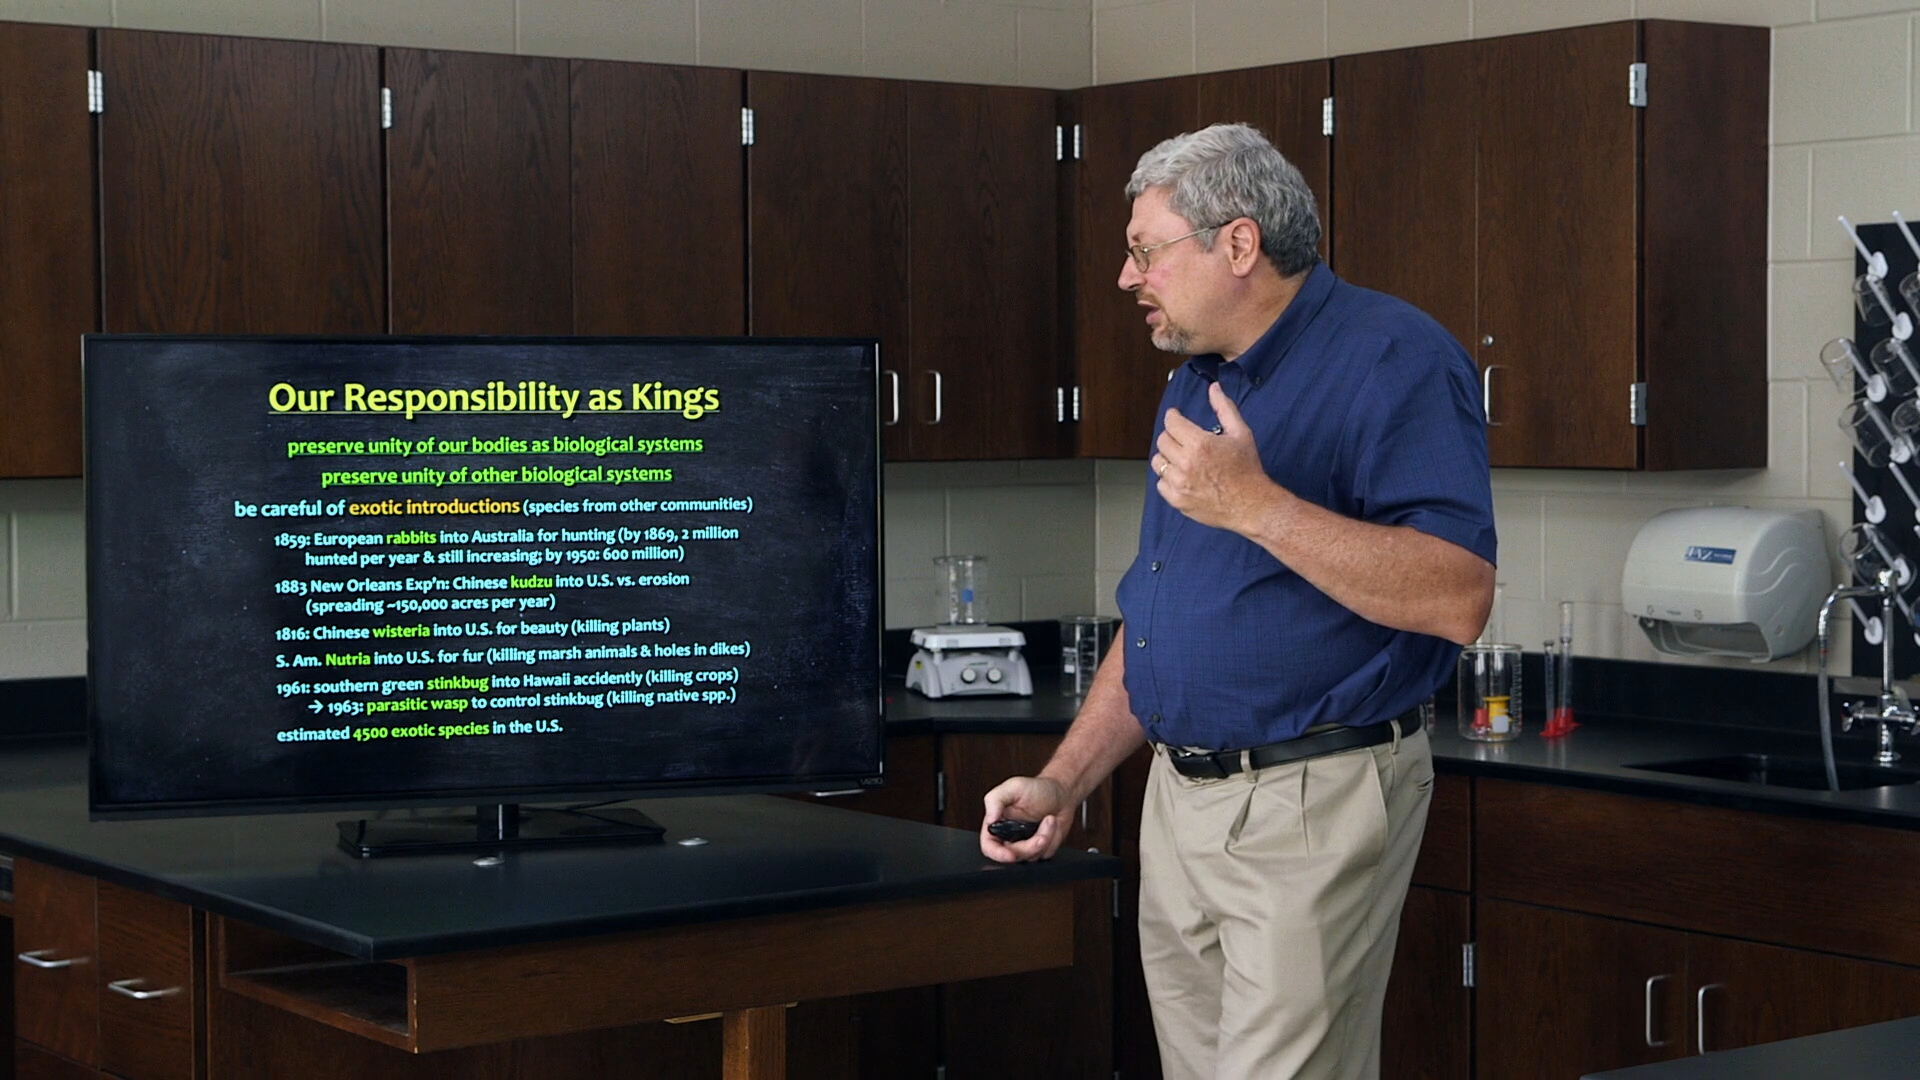 Our Responsibility as Kings
preserve unity of our bodies as biological systems
preserve unity of other biological systems
be careful of exotic introductions (species from other communities)
1859: European rabbits into Australia for hunting (by 1869, 2 million
hunted per year & still increasing; by 1950: 600 million)
1883 New Orleans Exp'n: Chinese kudzu into U.S. vs. erosion
(spreading ~150,000 acres per year)
1816: Chinese wisteria into U.S. for beauty (killing plants)
S. Am. Nutria into U.S. for fur (killing marsh animals & holes in dikes)
1961: southern green stinkbug into Hawaii accidently (killing crops)
→ 1963: parasitic wasp to control stinkbug (killing native spp.)
estimated 4500 exotic species in the U.S.
VIZIO